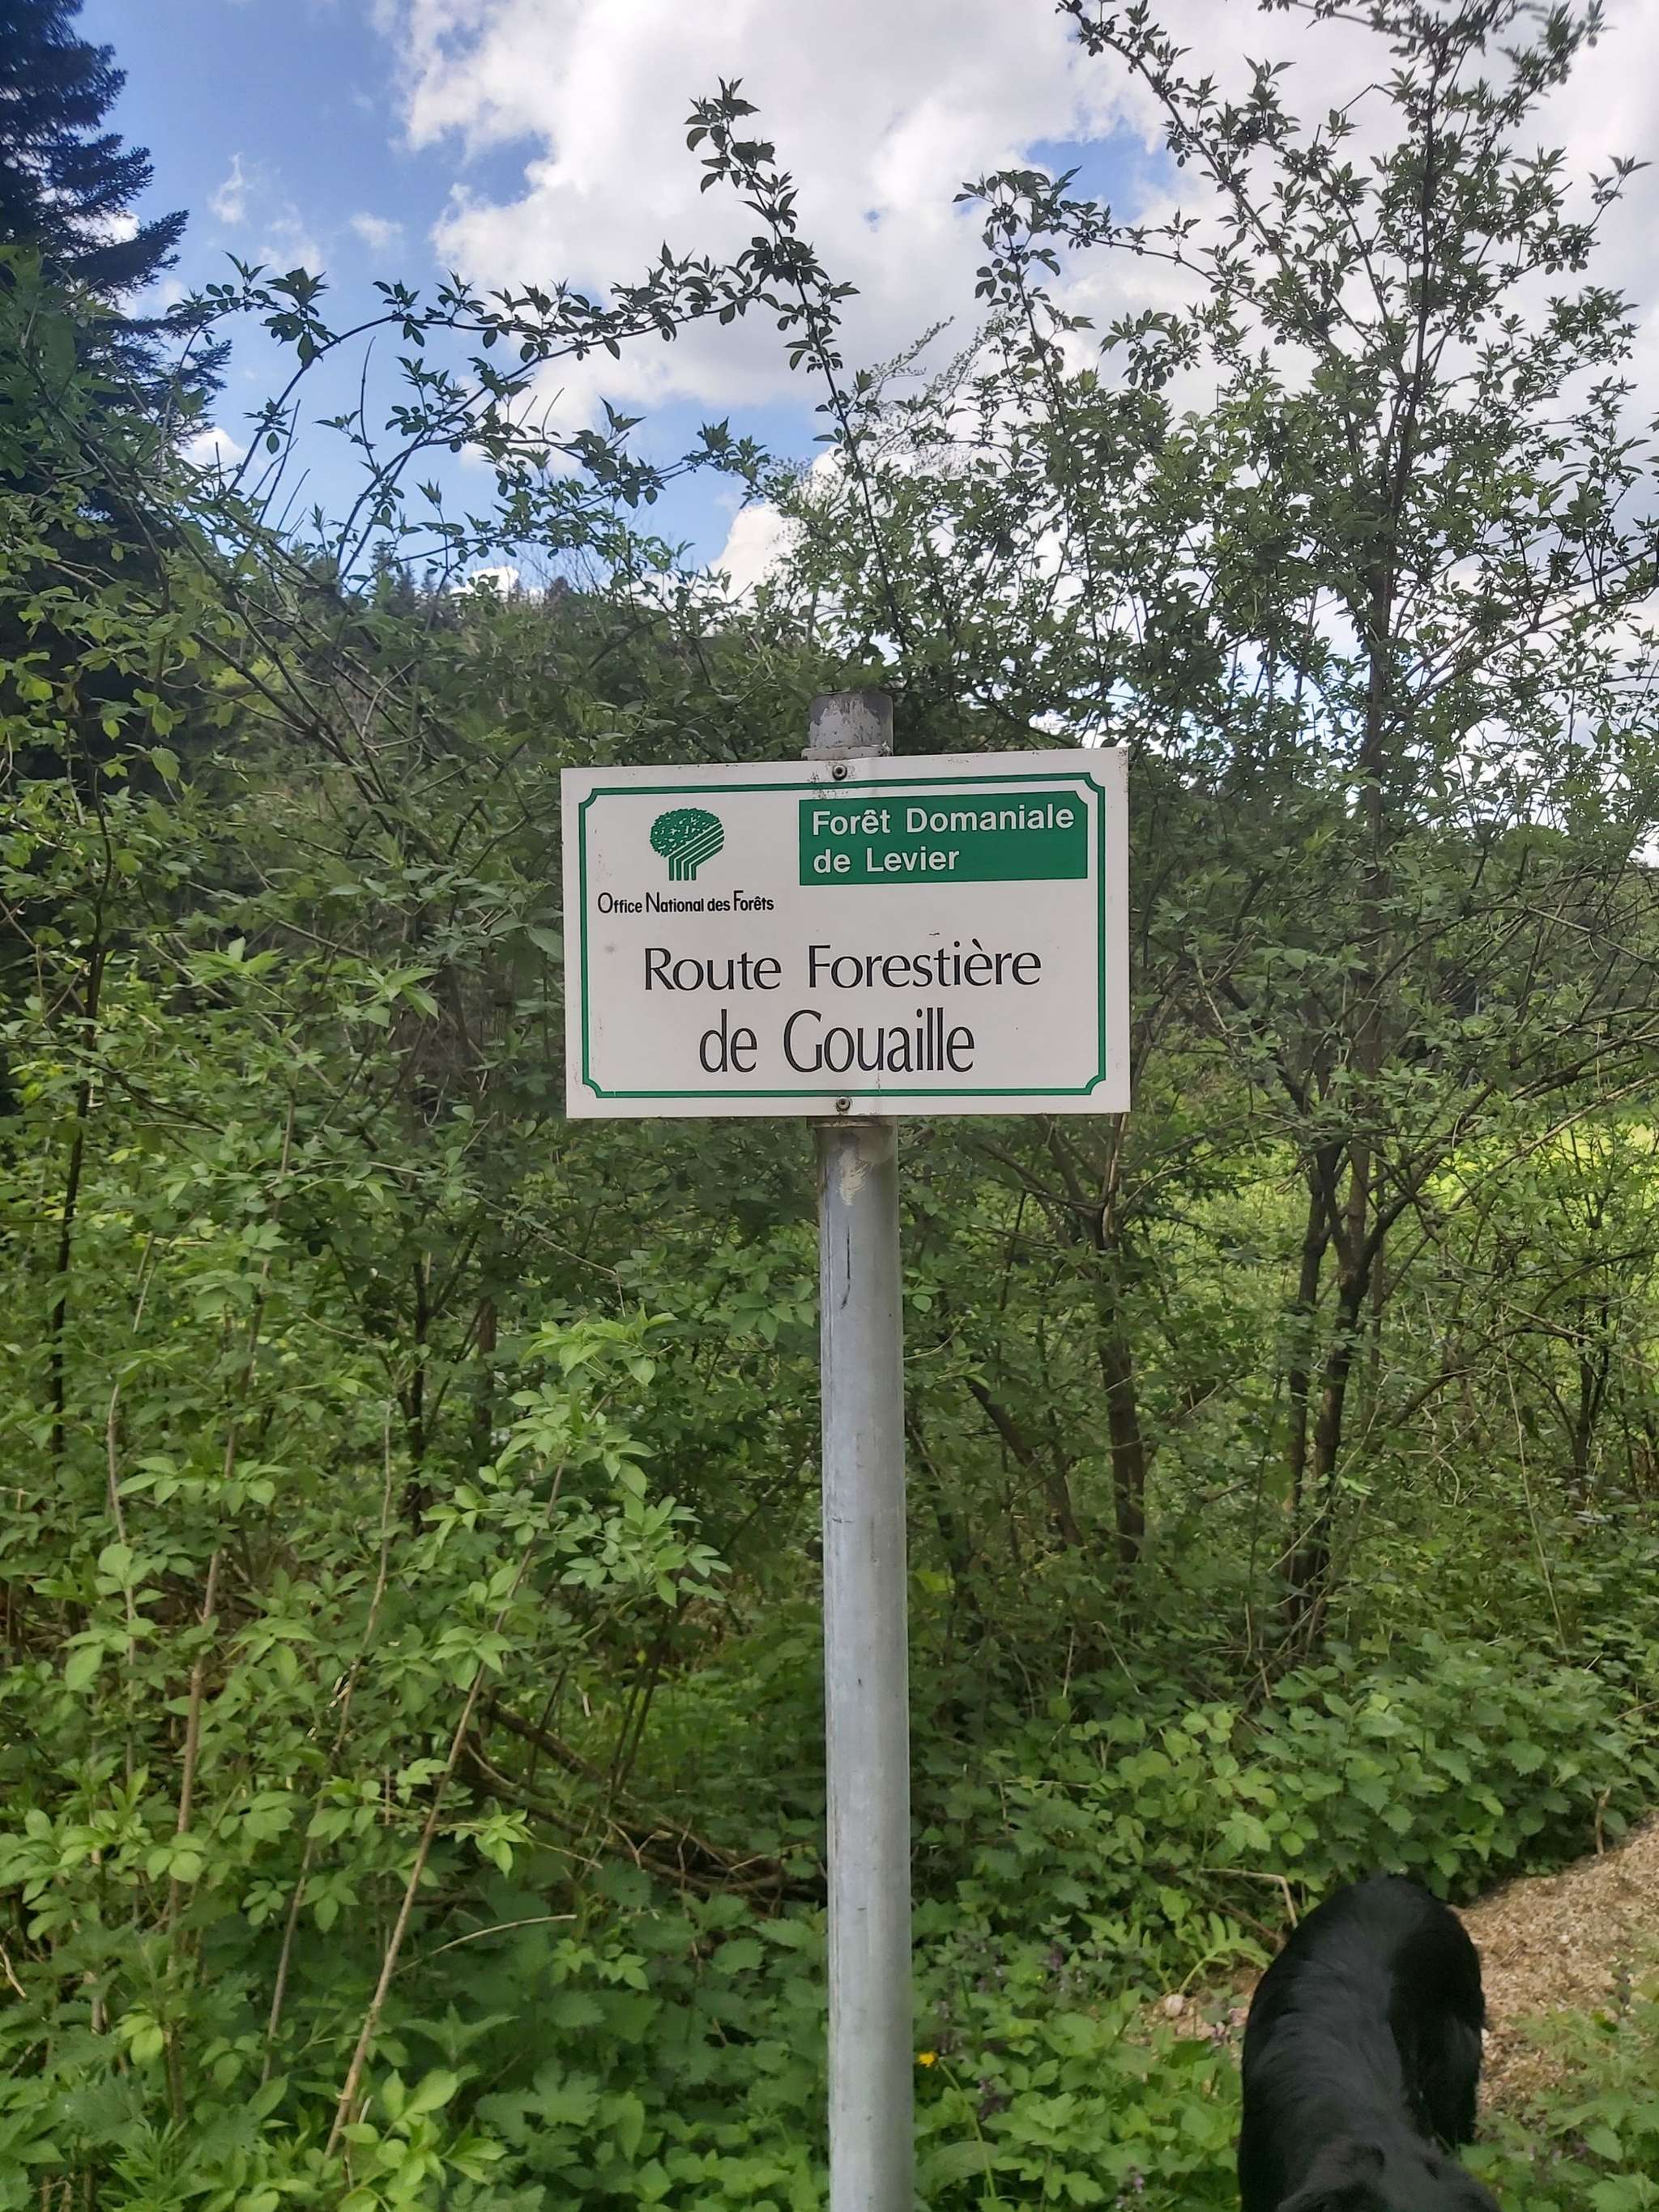 Forêt Domaniale
de Levier
Office National des Forêts
Route Forestière
de Gouaille